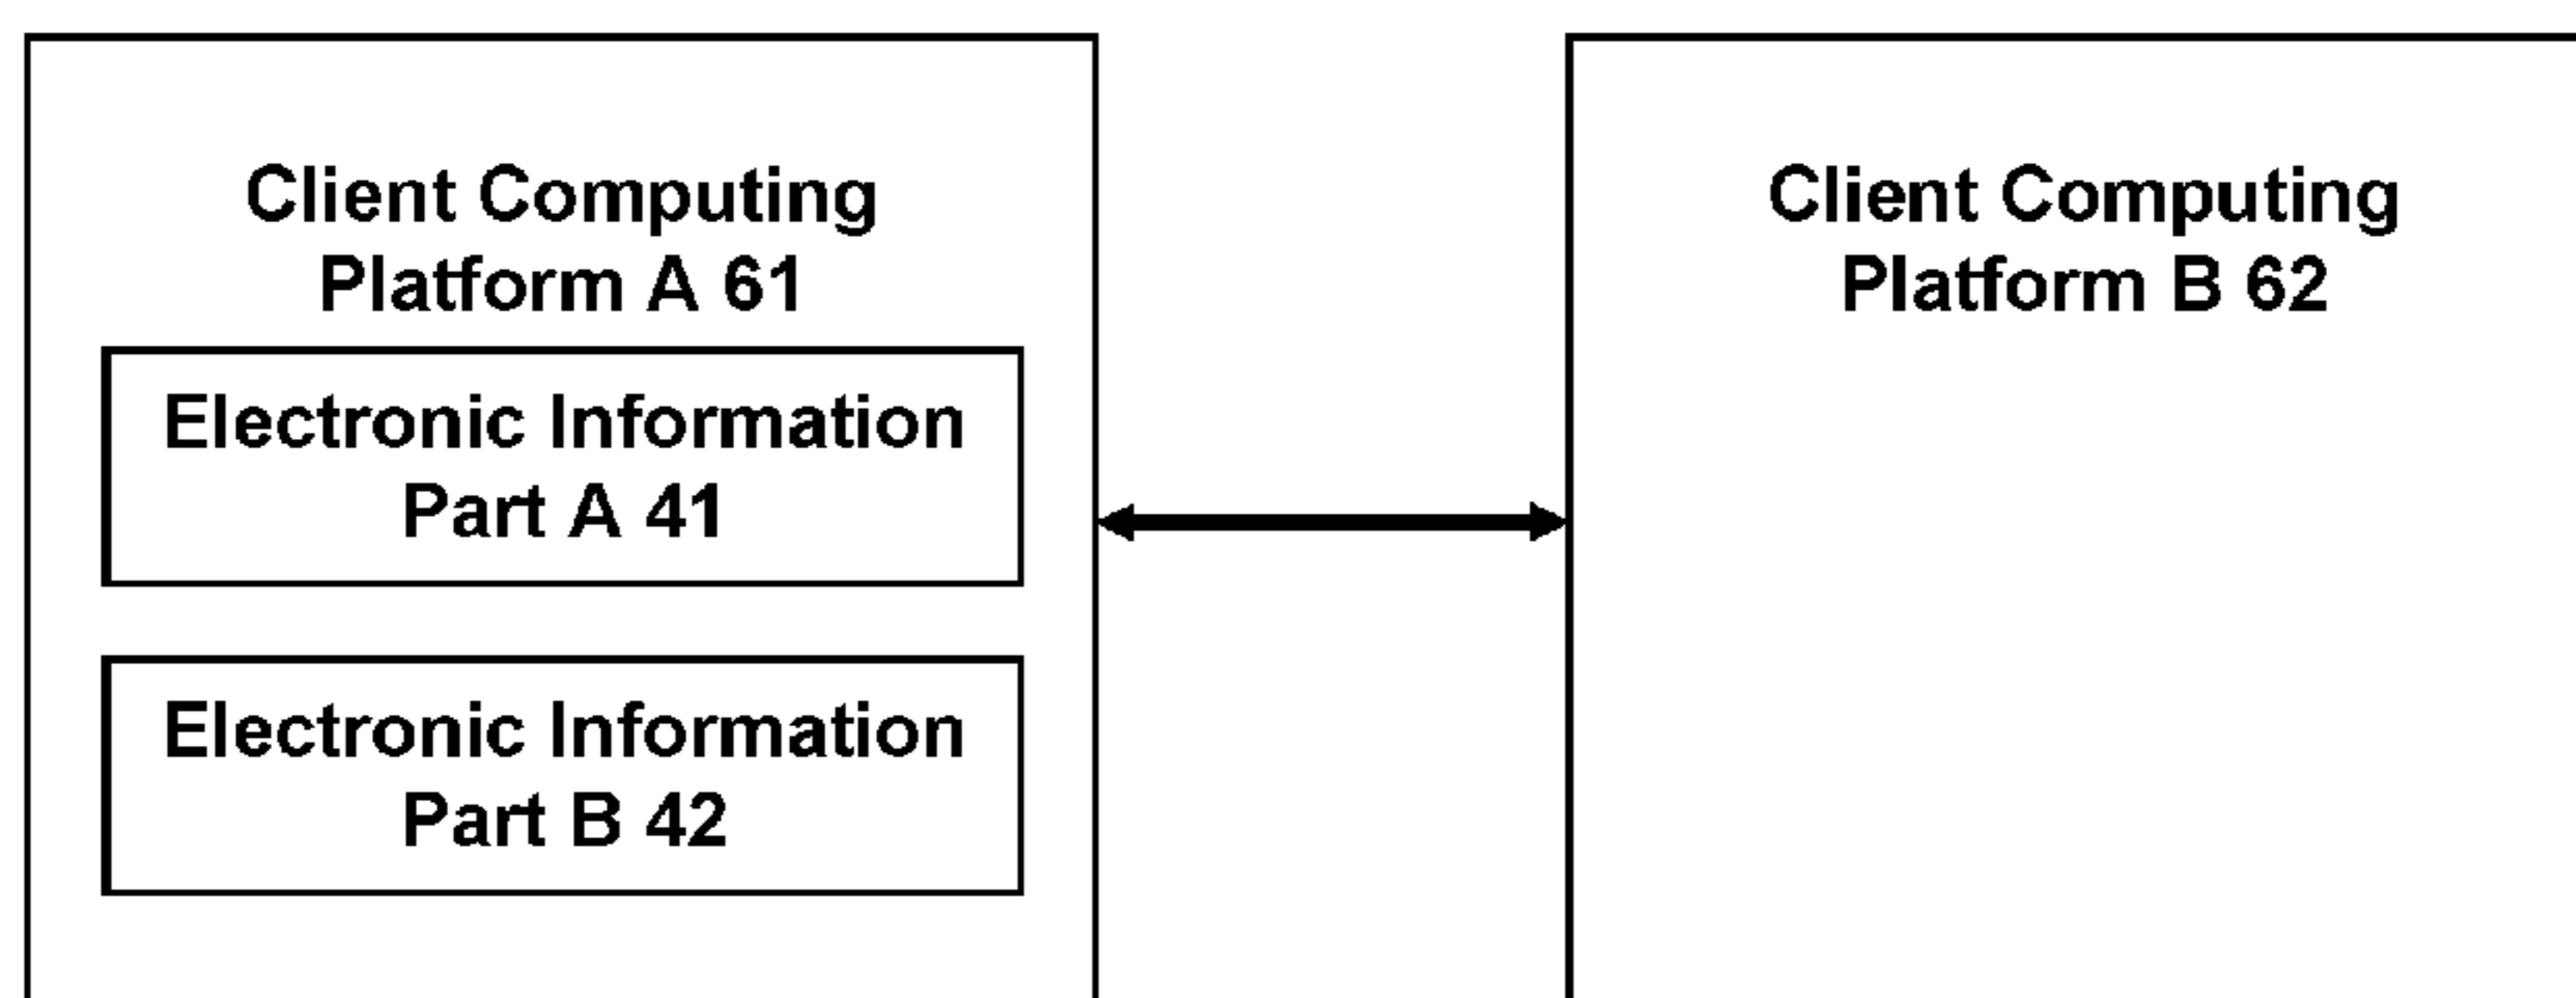 Client Computing
Platform A 61
Electronic Information
Part A 41
Electronic Information
Part B 42
Client Computing
Platform B 62